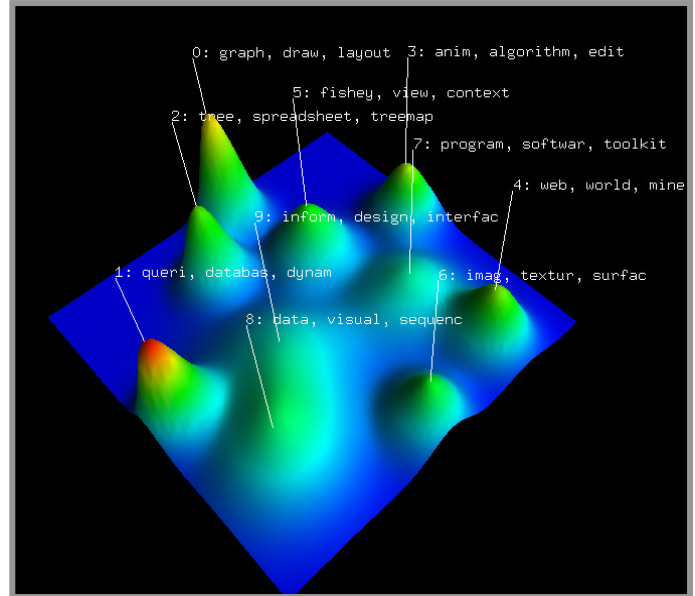 0: graph, draw, layout
3: anim, algorithm, edit
5: fishey, view, context
2: tree, spreadsheet, treemap
7: program, softwar, toolkit
4: web, world, mine
9: inform, design, interfac
1: queri, databas, dynam
6: imag, textur, surfac
8: data, visual, sequenc